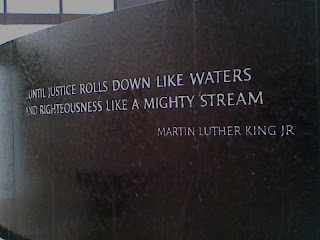 ...UNTIL JUSTICE ROLLS DOWN LIKE WATERS
AND RIGHTEOUSNESS LIKE A MIGHTY STREAM
MARTIN LUTHER KING JR